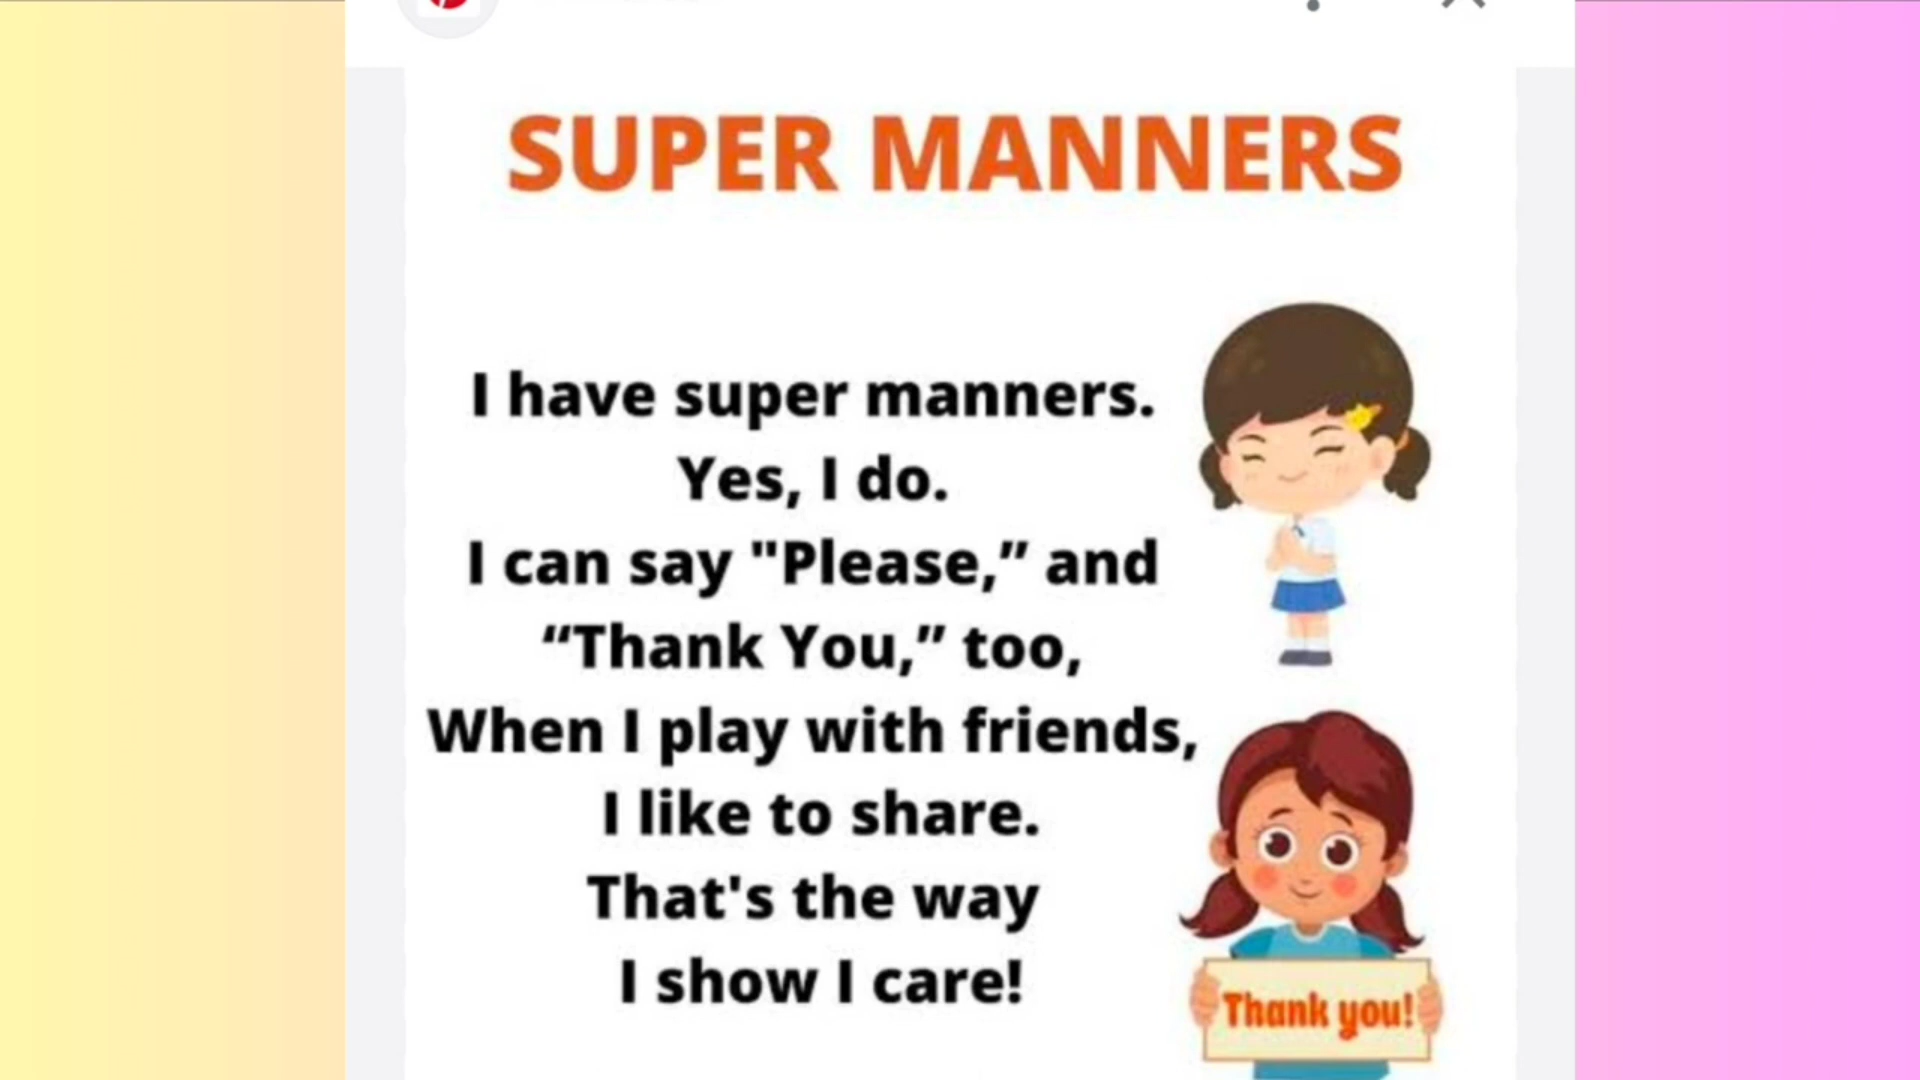 SUPER MANNERS
I have super manners.
Yes, I do.
I can say "Please,” and
“Thank You,” too,
When I play with friends,
I like to share.
That's the way
I show I care!
Thank you!